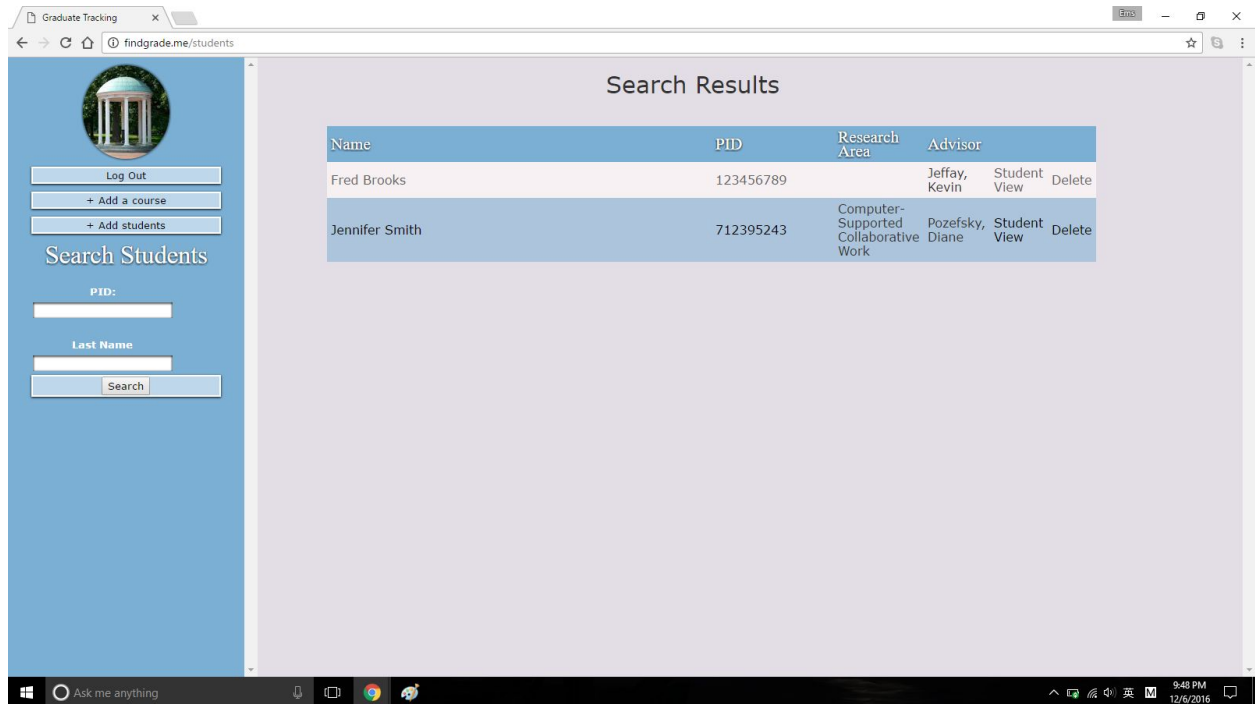 Graduate Tracking
Ems
findgrade.me/students
Log Out
+ Add a course
+ Add students
Search Students
PID:
Last Name
Search
Search Results
Name PID Research Area Advisor
Fred Brooks 123456789 Jeffay, Kevin Student View Delete
Jennifer Smith 712395243 Computer-Supported Collaborative Work Pozefsky, Diane Student View Delete
Ask me anything
英 M 9:48 PM
12/6/2016